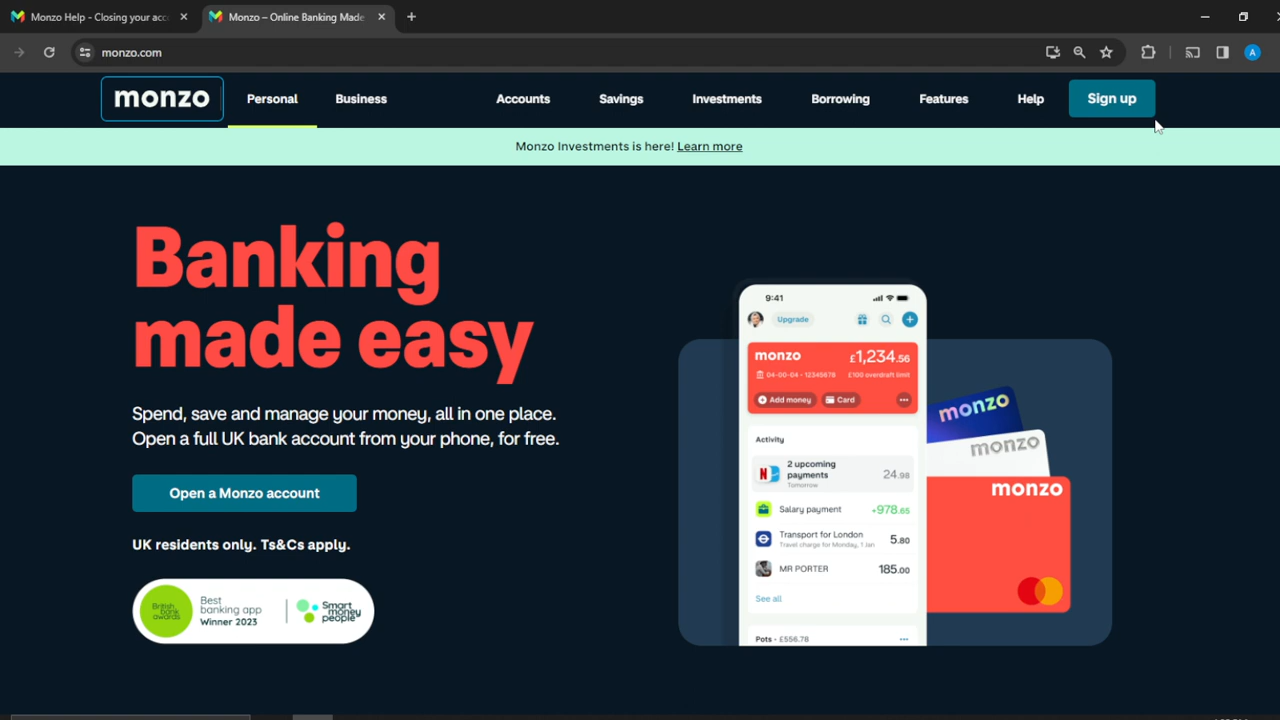 Monzo Help - Closing your acc
Monzo – Online Banking Made
monzo.com
A
monzo
Personal
Business
Accounts
Savings
Investments
Borrowing
Features
Help
Sign up
Monzo Investments is here! Learn more
Banking
made easy
Spend, save and manage your money, all in one place.
Open a full UK bank account from your phone, for free.
Open a Monzo account
UK residents only. Ts&Cs apply.
British
bank
awards
Best
banking app
Winner 2023
Smart
money
people
9:41
Upgrade
monzo
£1,234.56
04-00-04 • 12345678
£100 overdraft limit
Add money
Card
Activity
N
2 upcoming
payments
24.98
Tomorrow
Salary payment
+978.65
Transport for London
5.80
Travel charge for Monday, 1 Jan
MR PORTER
185.00
See all
Pots • £556.78
monzo
monzo
monzo